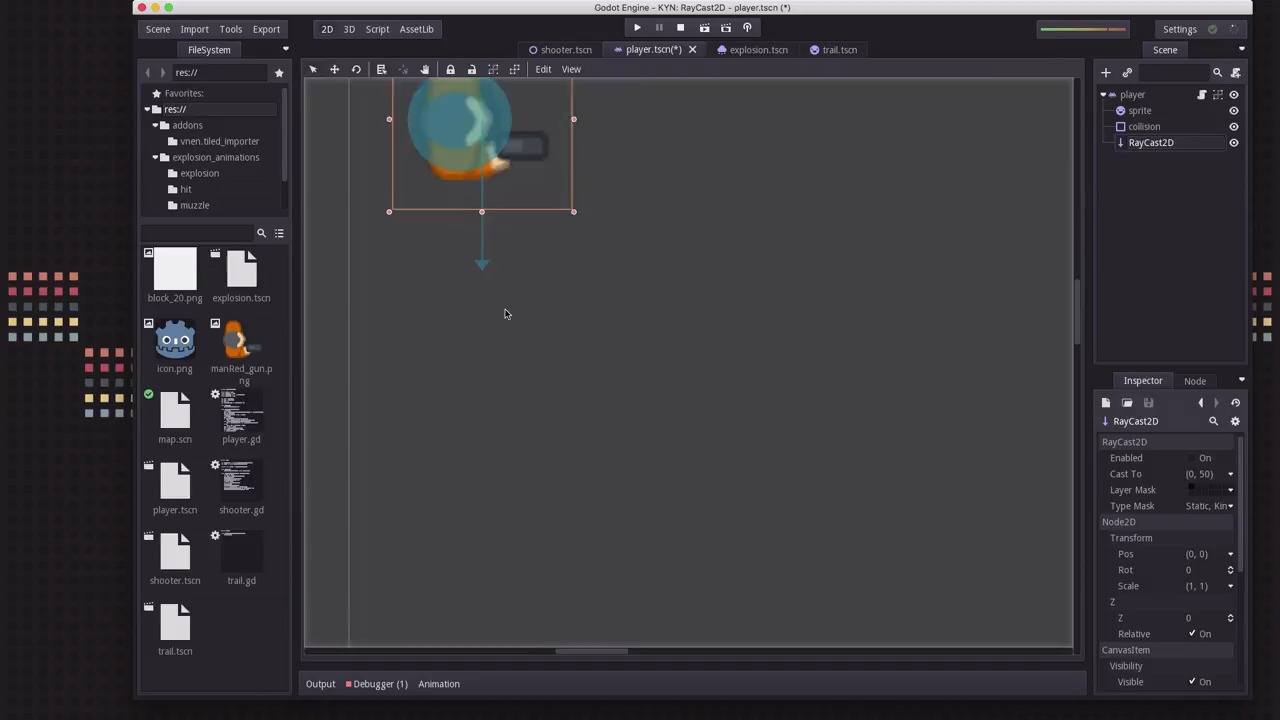 Godot Engine - KYN: RayCast2D - player.tscn (*)
Scene Import Tools Export 2D 3D Script AssetLib Settings
FileSystem shooter.tscn player.tscn(*) explosion.tscn trail.tscn Scene
res:// Edit View
Favorites:
res://
addons
vnen.tiled_importer
explosion_animations
explosion
hit
muzzle
block_20.png explosion.tscn
icon.png manRed_gun.p
ng
map.scn player.gd
player.tscn shooter.gd
shooter.tscn trail.gd
trail.tscn
Output Debugger (1) Animation
player
sprite
collision
RayCast2D
Inspector Node
RayCast2D
RayCast2D
Enabled On
Cast To (0, 50)
Layer Mask
Type Mask Static, Kin
Node2D
Transform
Pos (0, 0)
Rot 0
Scale (1, 1)
Z
Z 0
Relative On
CanvasItem
Visibility
Visible On